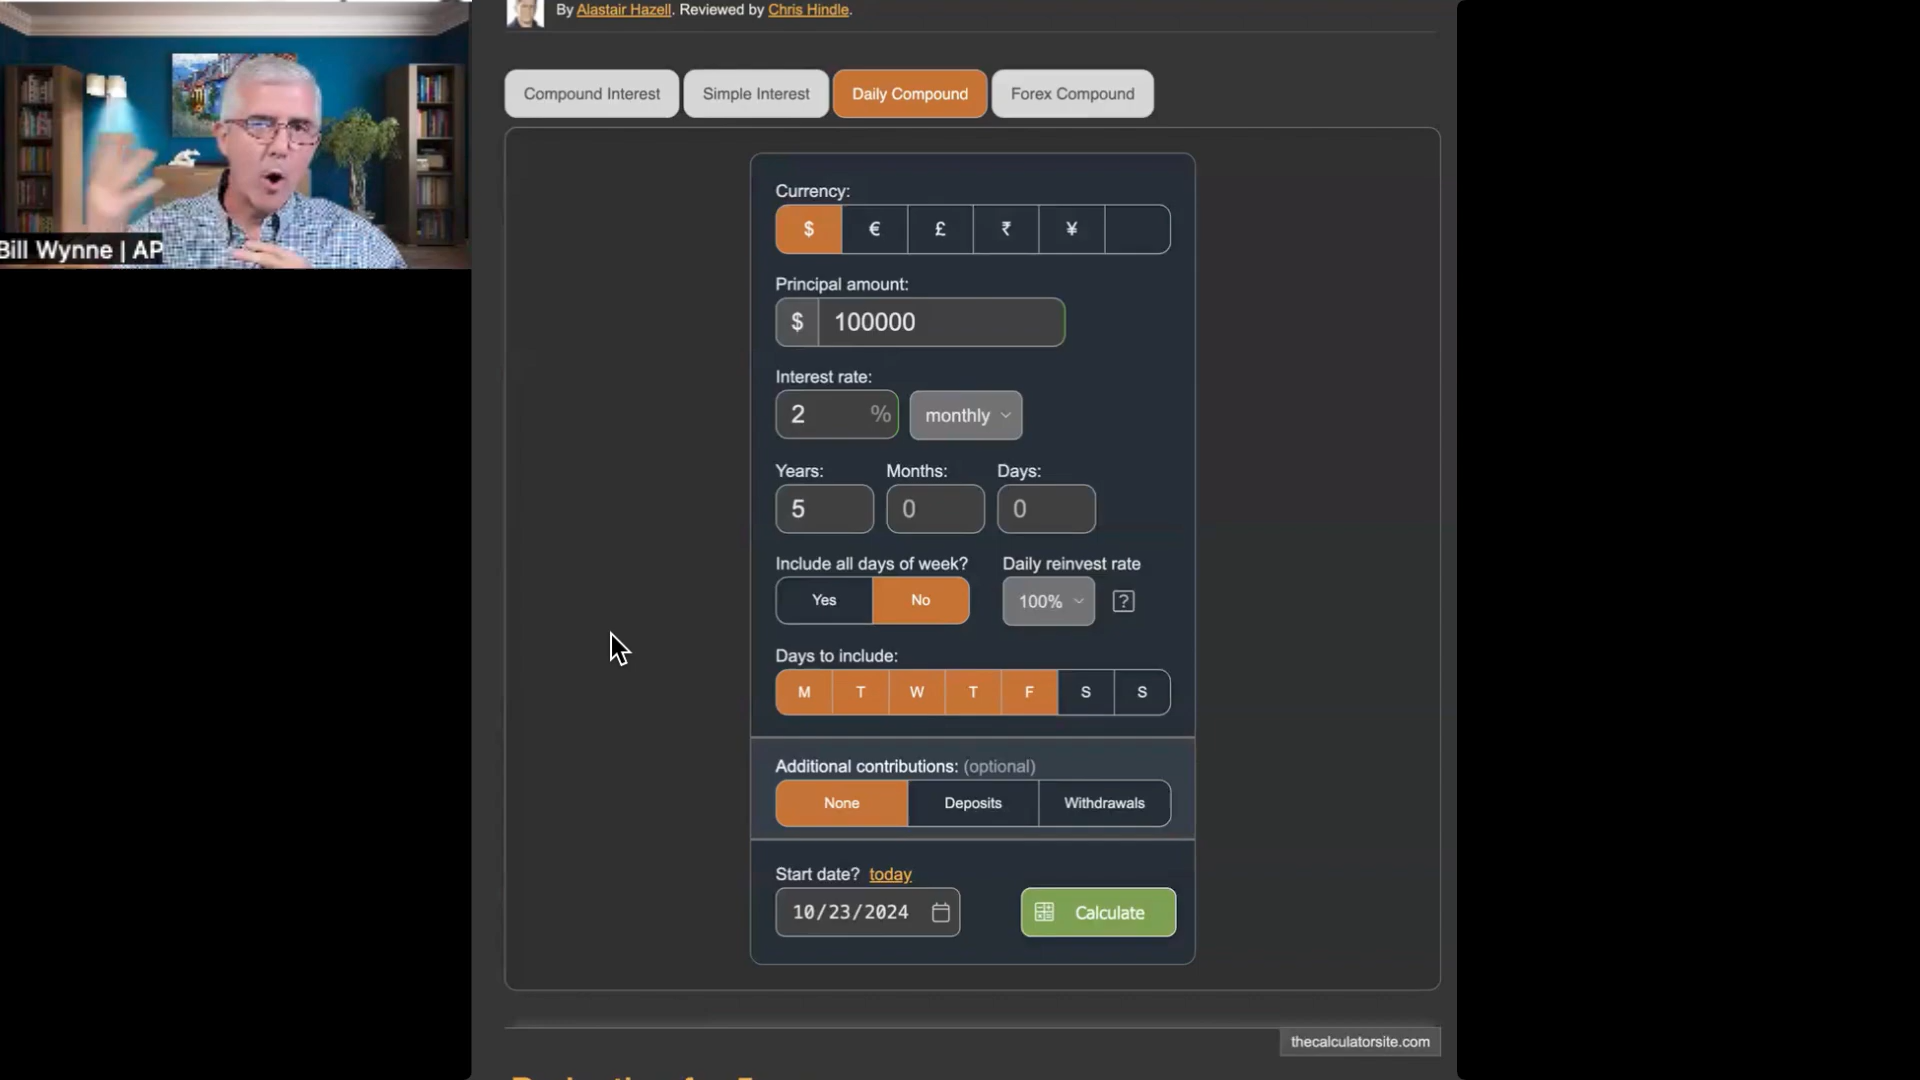 By Alastair Hazell. Reviewed by Chris Hindle.
Compound Interest Simple Interest Daily Compound Forex Compound
Bill Wynne | AP
Currency:
$ € £ ₹ ¥
Principal amount:
$ 100000
Interest rate:
2 % monthly
Years: Months: Days:
5 0 0
Include all days of week? Daily reinvest rate
Yes No 100% ?
Days to include:
M T W T F S S
Additional contributions: (optional)
None Deposits Withdrawals
Start date? today
10/23/2024 Calculate
thecalculatorsite.com